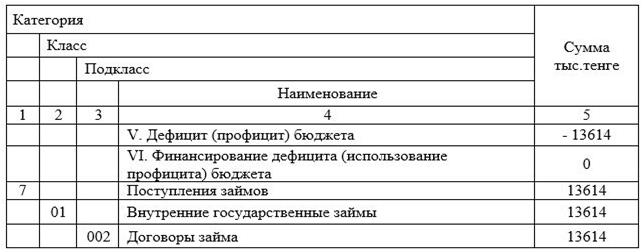 Категория
Класс
Сумма
тыс.тенге
Подкласс
Наименование
1 2 3 4 5
V. Дефицит (профицит) бюджета - 13614
VI. Финансирование дефицита (использование
профицита) бюджета 0
7 Поступления займов 13614
01 Внутренние государственные займы 13614
002 Договоры займа 13614